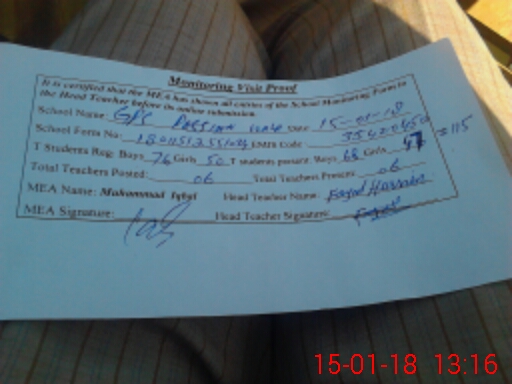 Monitoring Visit Proof
It is certified that the MEA has shown all entries of the School Monitoring Form to
the Head Teacher before the online submission.
School Name GPS Date 15-01-18
School Form No: EMIS Code 35420450
T Students Reg: Boys 76 Girls 50 T students present: Boys 68 Girls 47 = 115
Total Teachers Posted: 06 Total Teachers Present: 06
MEA Name: Muhammad Iqbal Head Teacher Name: Hussain
MEA Signature: Head Teacher Signature:
15-01-18 13:16